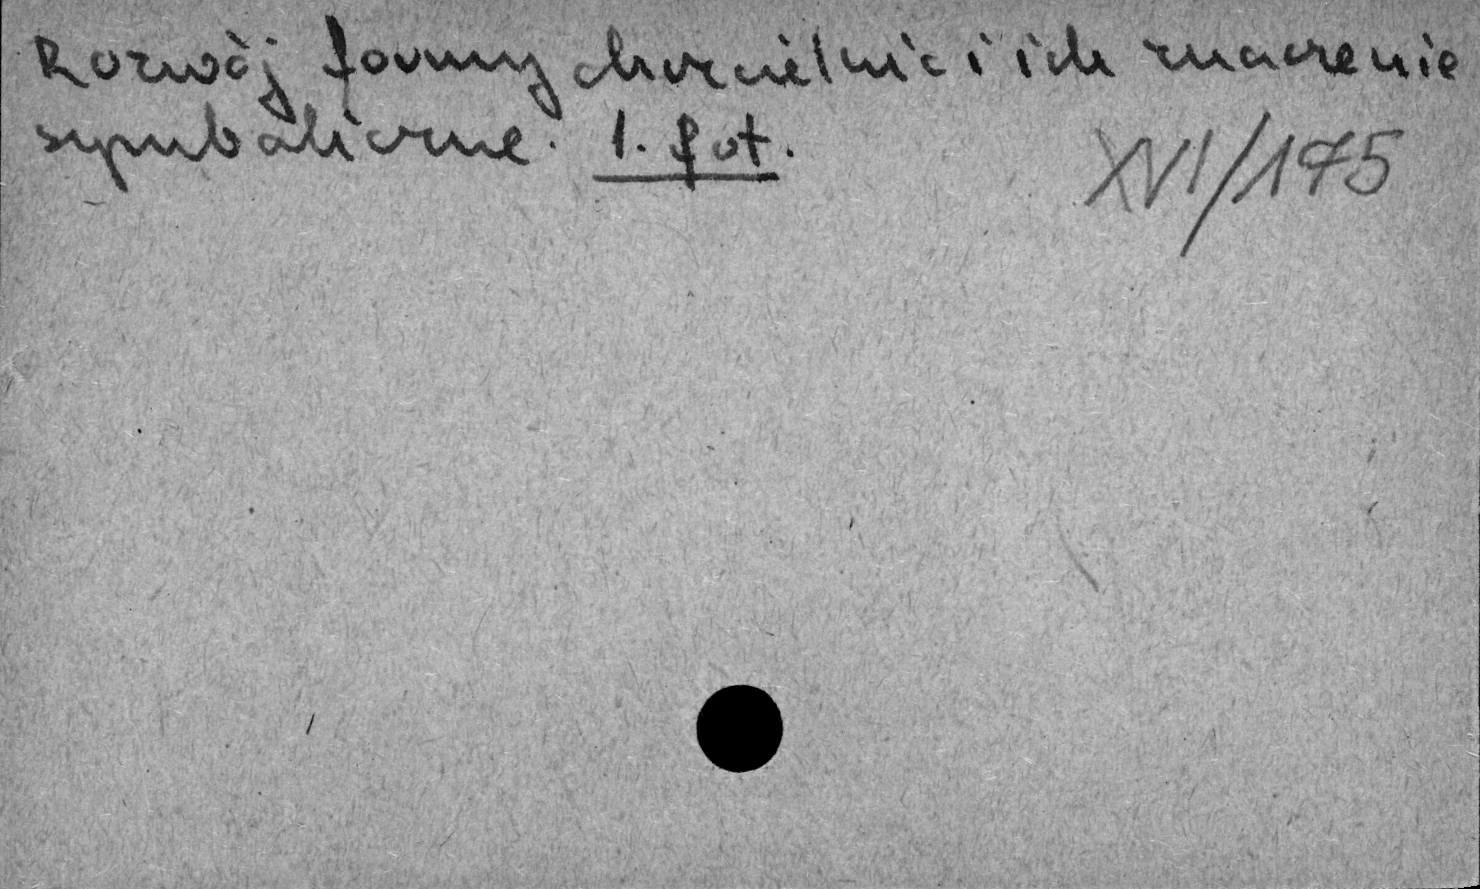 Rozwój formy chrzcielnic i ich znaczenie
symboliczne. 1. fot.
XVI/175